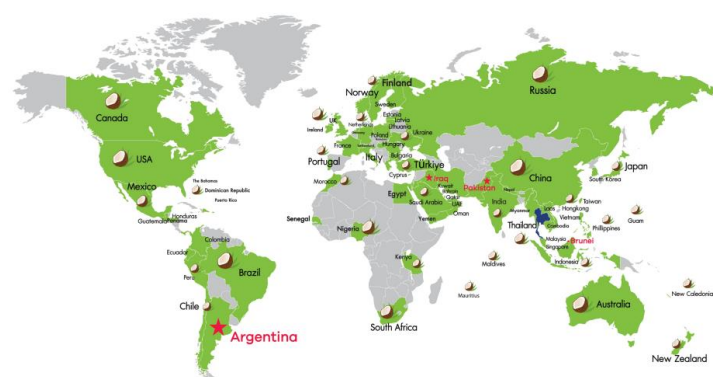 Canada
USA
Mexico
The Bahamas
Dominican Republic
Puerto Rico
Honduras
Guatemala
Panama
Colombia
Ecuador
Peru
Brazil
Chile
Argentina
Finland
Norway
Sweden
Estonia
Latvia
Lithuania
Netherlands
UK
Ireland
Poland
Ukraine
France
Hungary
Bulgaria
Portugal
Italy
TÜrkiye
Cyprus
Morocco
Egypt
Iraq
Kuwait
Qatar
Saudi Arabia
UAE
Oman
Yemen
Senegal
Nigeria
Kenya
South Africa
Mauritius
Maldives
Russia
China
Pakistan
Nepal
India
Myanmar
Laos
Thailand
Vietnam
Cambodia
Malaysia
Singapore
Brunei
Indonesia
Japan
South Korea
Taiwan
Hongkong
Philippines
Guam
Australia
New Caledonia
New Zealand